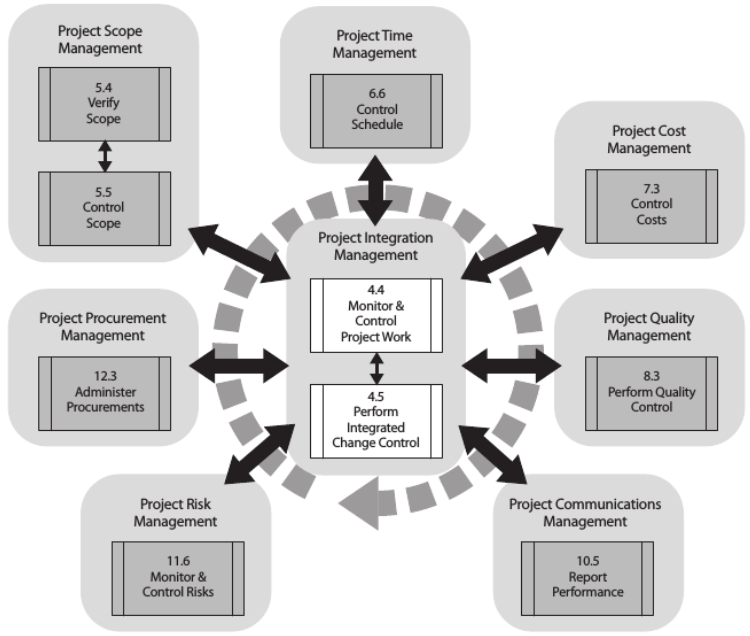 Project Scope
Management
5.4
Verify
Scope
5.5
Control
Scope
Project Time
Management
6.6
Control
Schedule
Project Cost
Management
7.3
Control
Costs
Project Integration
Management
4.4
Monitor &
Control
Project Work
4.5
Perform
Integrated
Change Control
Project Procurement
Management
12.3
Administer
Procurements
Project Quality
Management
8.3
Perform Quality
Control
Project Risk
Management
11.6
Monitor &
Control Risks
Project Communications
Management
10.5
Report
Performance